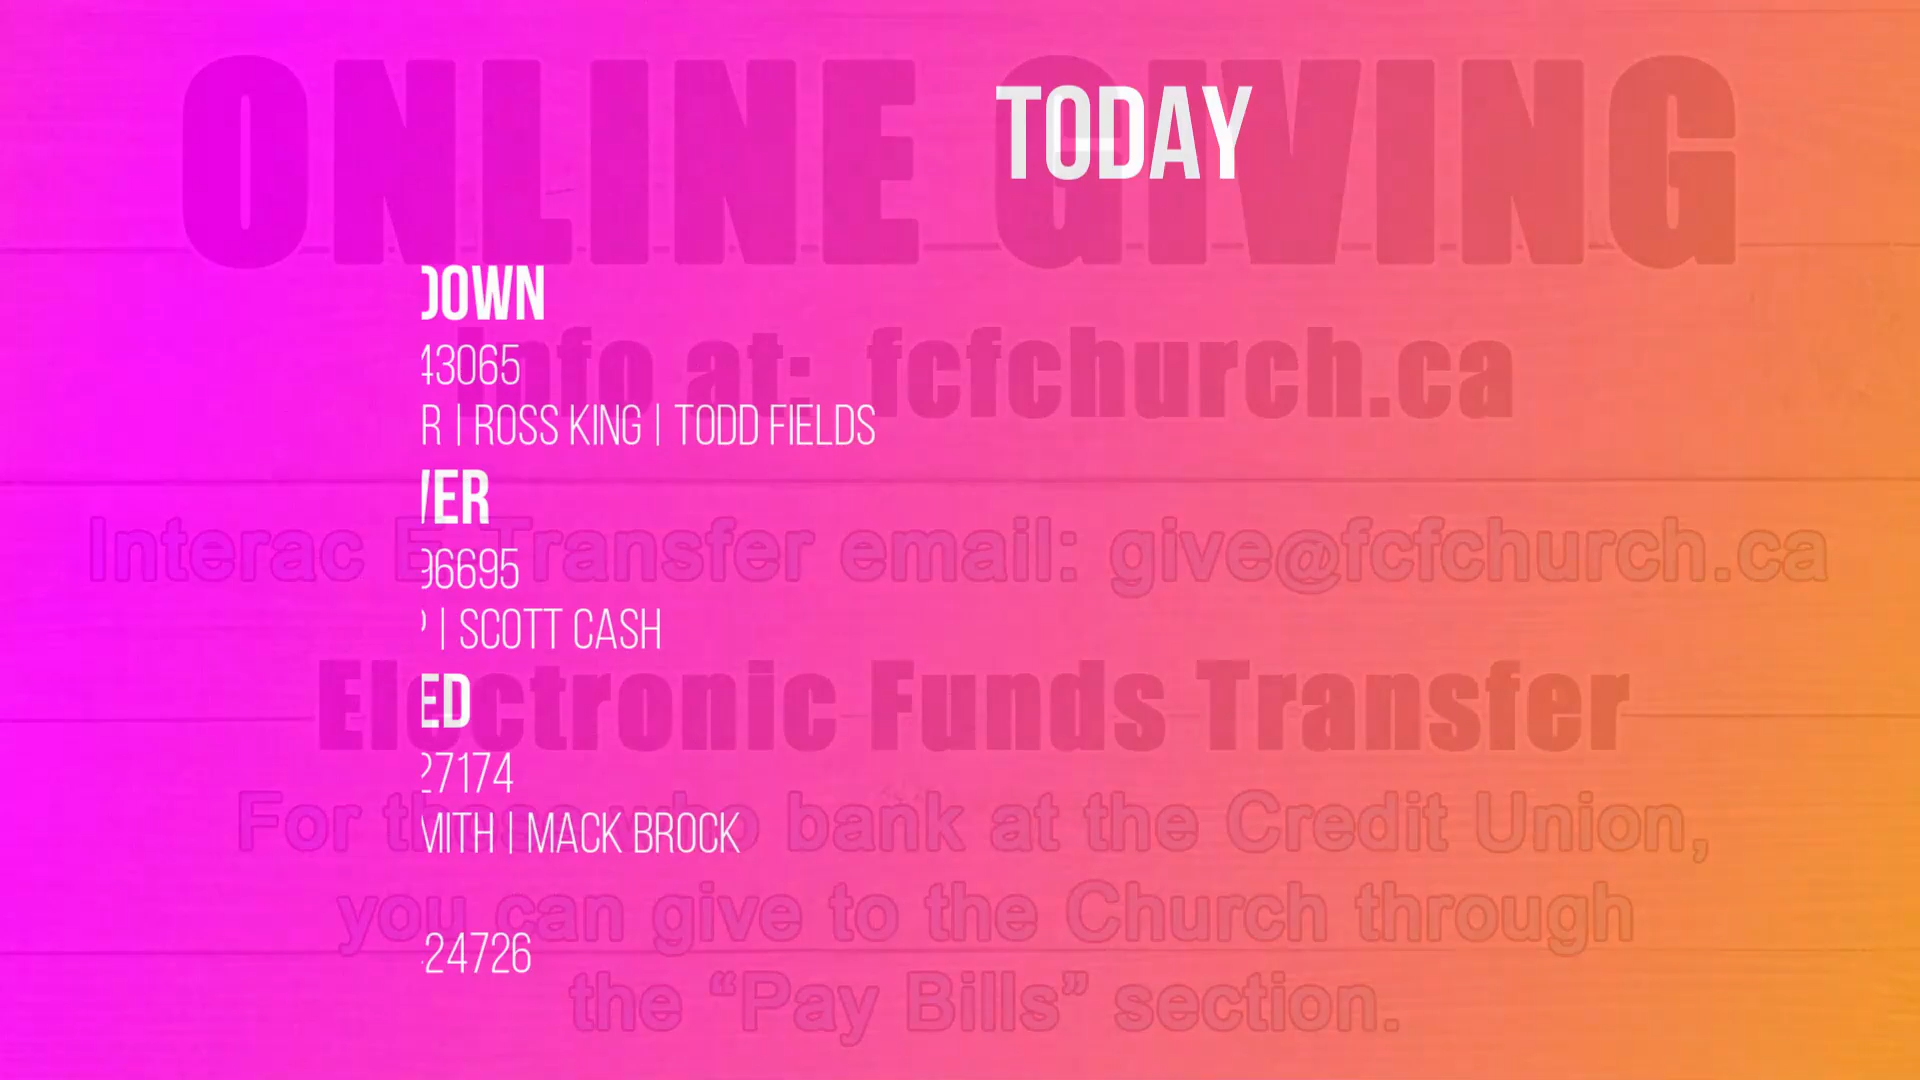 ONLINE GIVING
TODAY
DOWN
43065
Info at: fcfchurch.ca
R | ROSS KING | TODD FIELDS
VER
96695
Interac E-Transfer email: give@fcfchurch.ca
P | SCOTT CASH
ED
27174
Electronic Funds Transfer
MITH | MACK BROCK
For those who bank at the Credit Union,
you can give to the Church through
24726
the “Pay Bills” section.